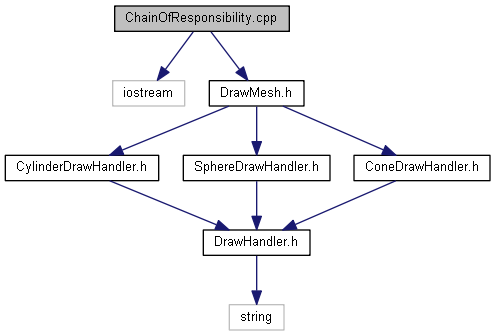 ChainOfResponsibility.cpp
iostream
DrawMesh.h
CylinderDrawHandler.h
SphereDrawHandler.h
ConeDrawHandler.h
DrawHandler.h
string